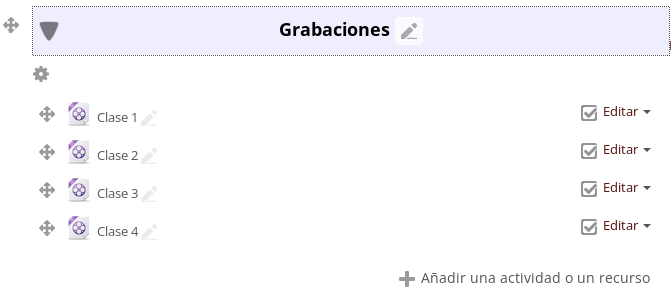 Grabaciones
Clase 1 Editar
Clase 2 Editar
Clase 3 Editar
Clase 4 Editar
Añadir una actividad o un recurso